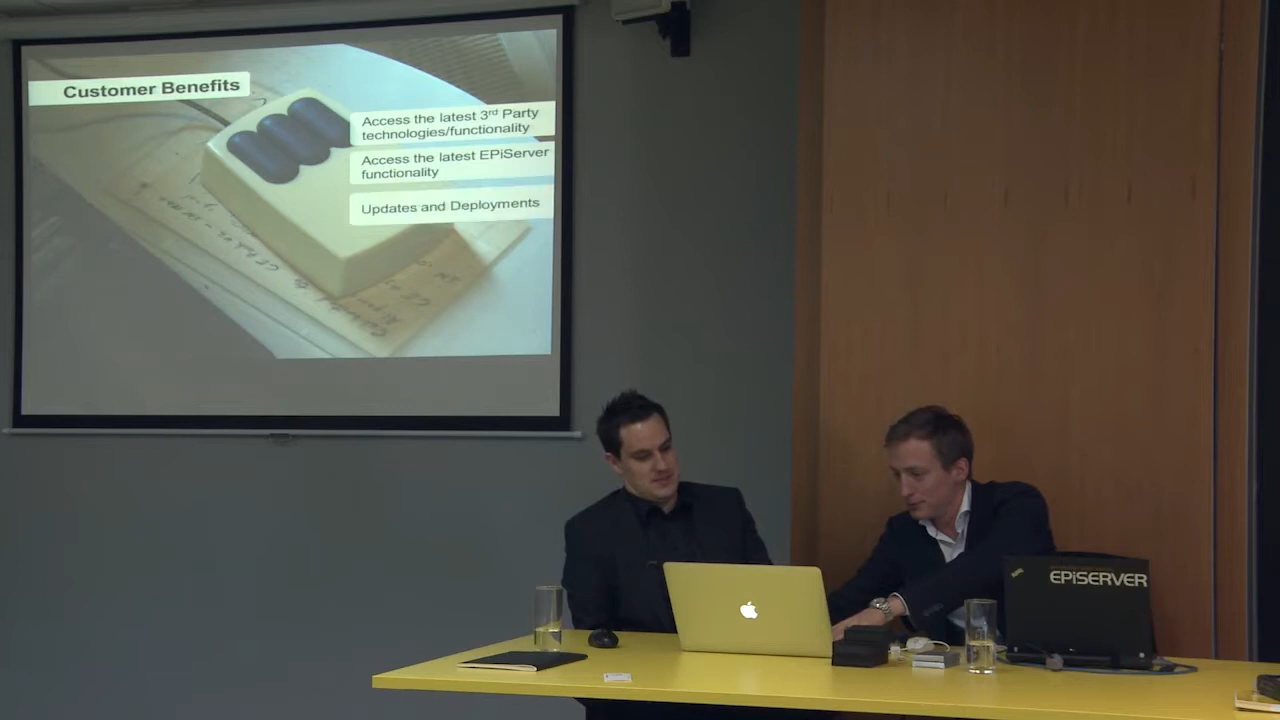 Customer Benefits
Access the latest 3rd Party
technologies/functionality
Access the latest EPiServer
functionality
Updates and Deployments
EPiSERVER